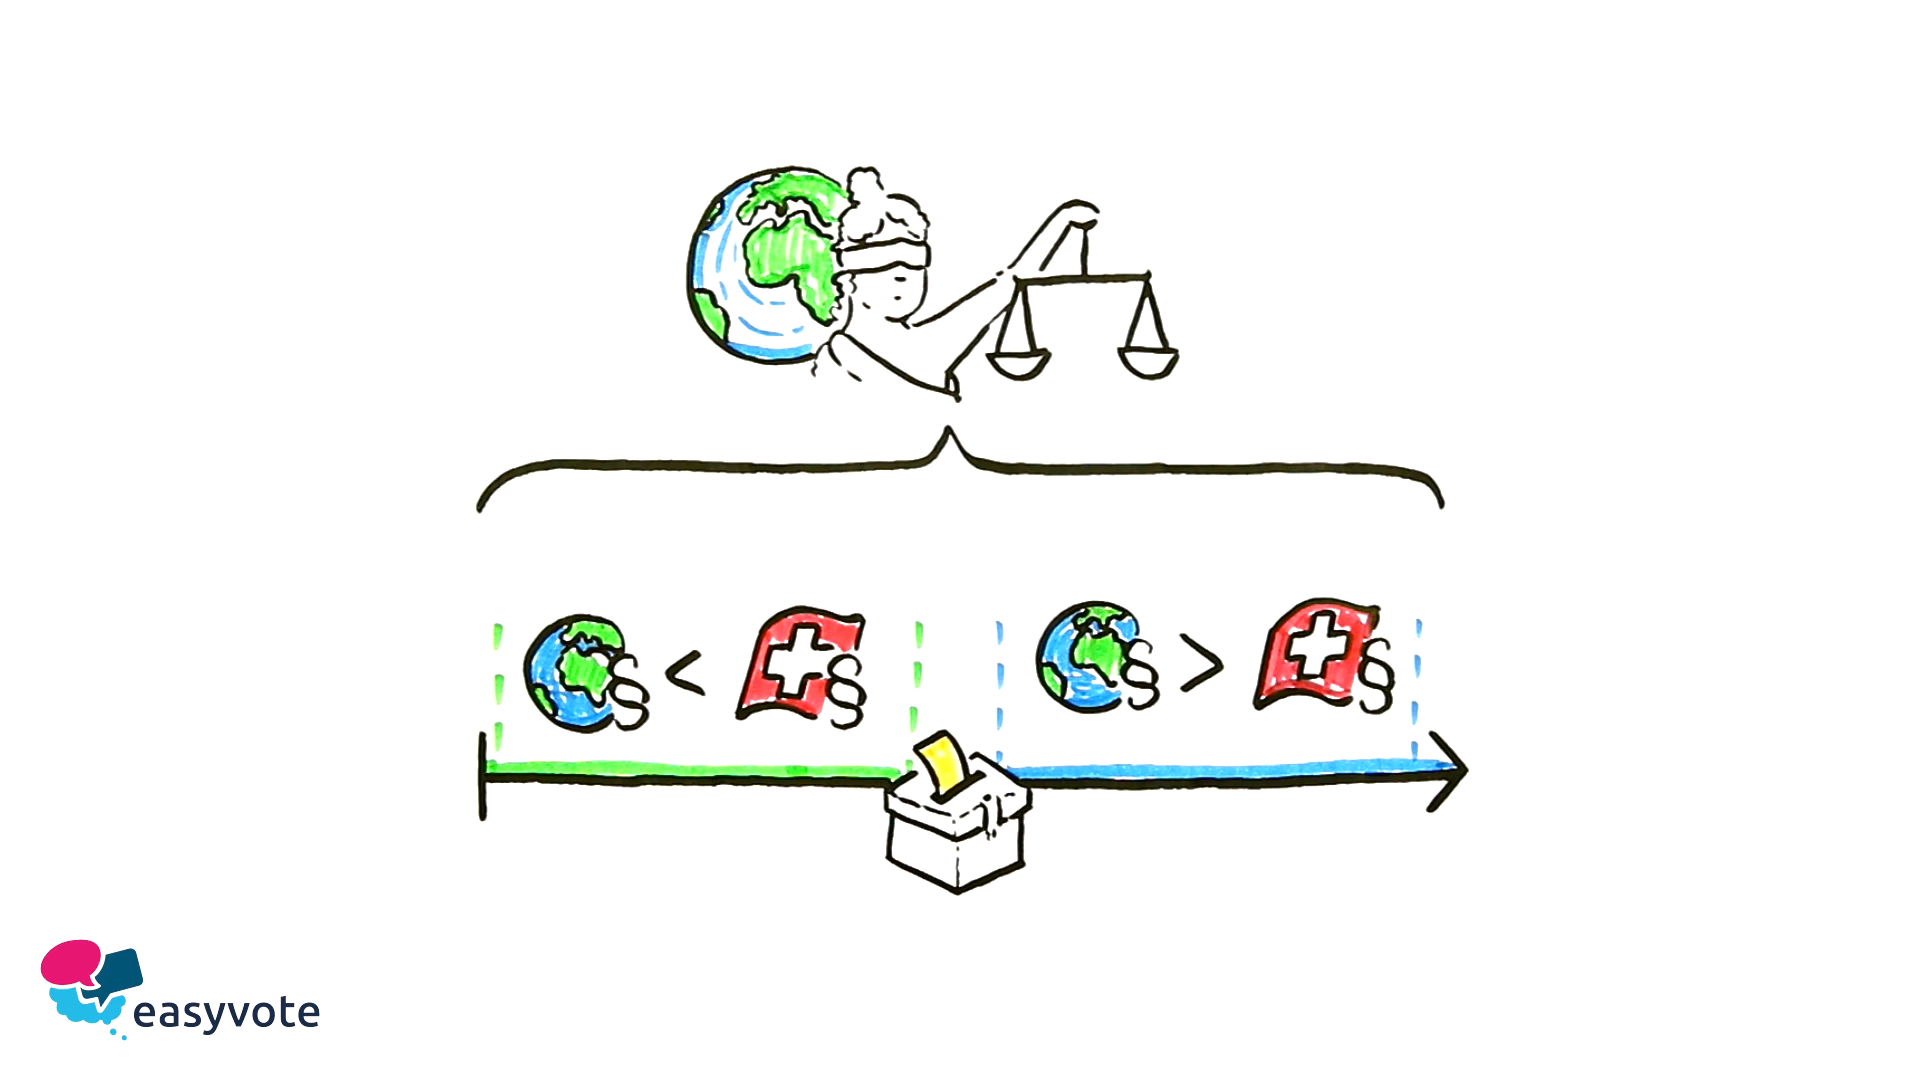 § < §
§ > §
easyvote